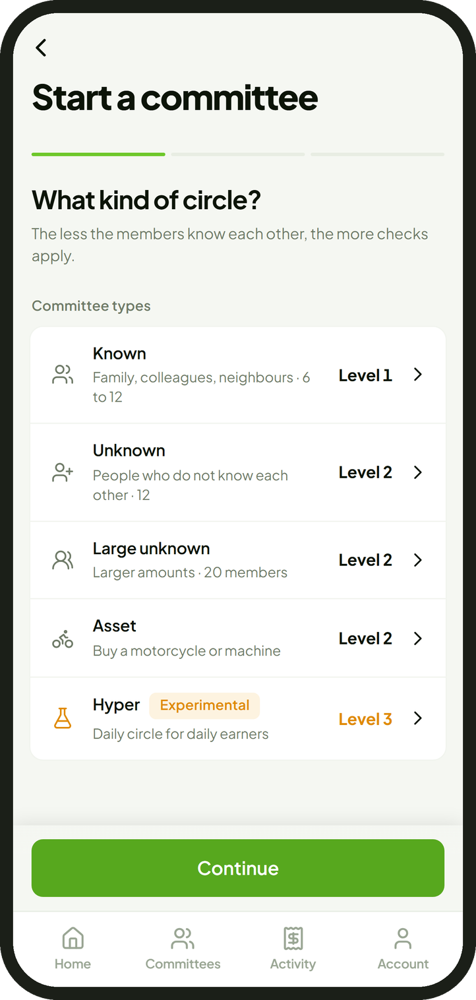 Start a committee
What kind of circle?
The less the members know each other, the more checks
apply.
Committee types
Known
Family, colleagues, neighbours · 6
to 12
Level 1
Unknown
People who do not know each
other · 12
Level 2
Large unknown
Larger amounts · 20 members
Level 2
Asset
Buy a motorcycle or machine
Level 2
Hyper Experimental
Daily circle for daily earners
Level 3
Continue
Home Committees Activity Account